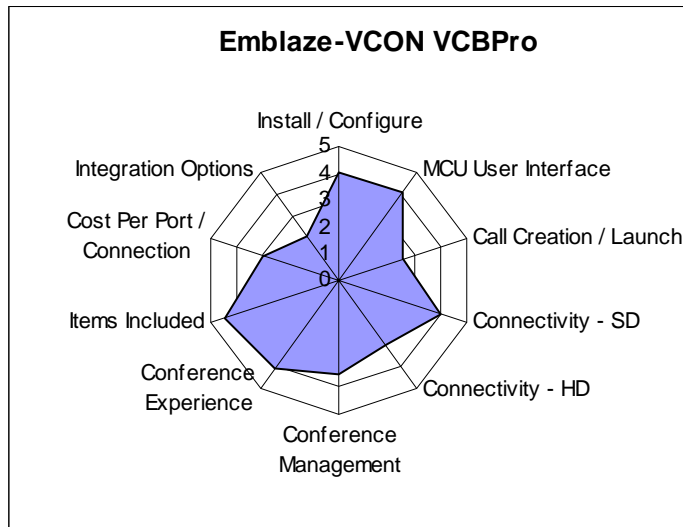 Emblaze-VCON VCBPro
Install / Configure
5
Integration Options
MCU User Interface
4
3
Cost Per Port /
Connection
Call Creation / Launch
2
1
0
Items Included
Connectivity - SD
Conference
Experience
Connectivity - HD
Conference
Management